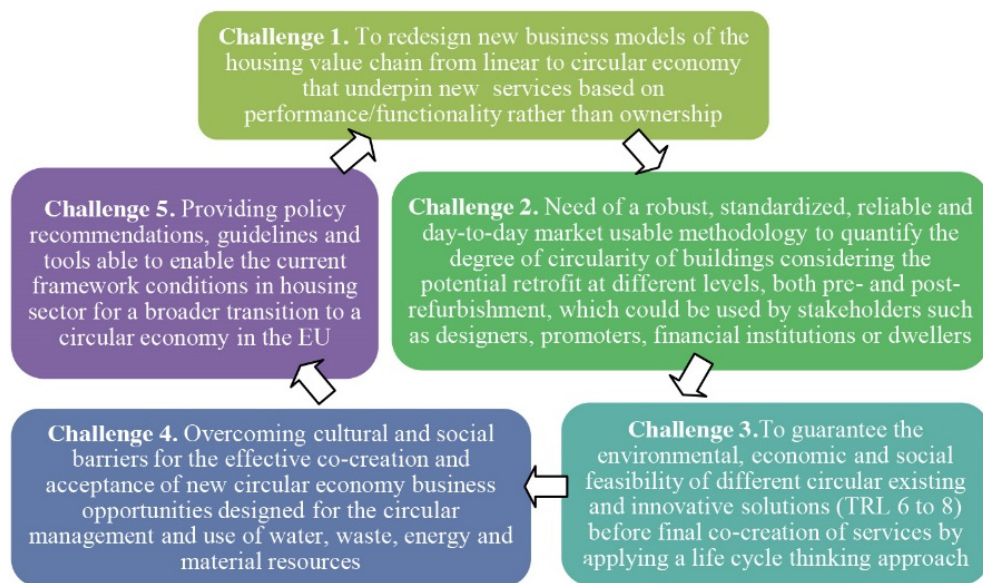 Challenge 1. To redesign new business models of the
housing value chain from linear to circular economy
that underpin new services based on
performance/functionality rather than ownership
Challenge 2. Need of a robust, standardized, reliable and
day-to-day market usable methodology to quantify the
degree of circularity of buildings considering the
potential retrofit at different levels, both pre- and post-
refurbishment, which could be used by stakeholders such
as designers, promoters, financial institutions or dwellers
Challenge 3.To guarantee the
environmental, economic and social
feasibility of different circular existing
and innovative solutions (TRL 6 to 8)
before final co-creation of services by
applying a life cycle thinking approach
Challenge 4. Overcoming cultural and social
barriers for the effective co-creation and
acceptance of new circular economy business
opportunities designed for the circular
management and use of water, waste, energy and
material resources
Challenge 5. Providing policy
recommendations, guidelines and
tools able to enable the current
framework conditions in housing
sector for a broader transition to a
circular economy in the EU